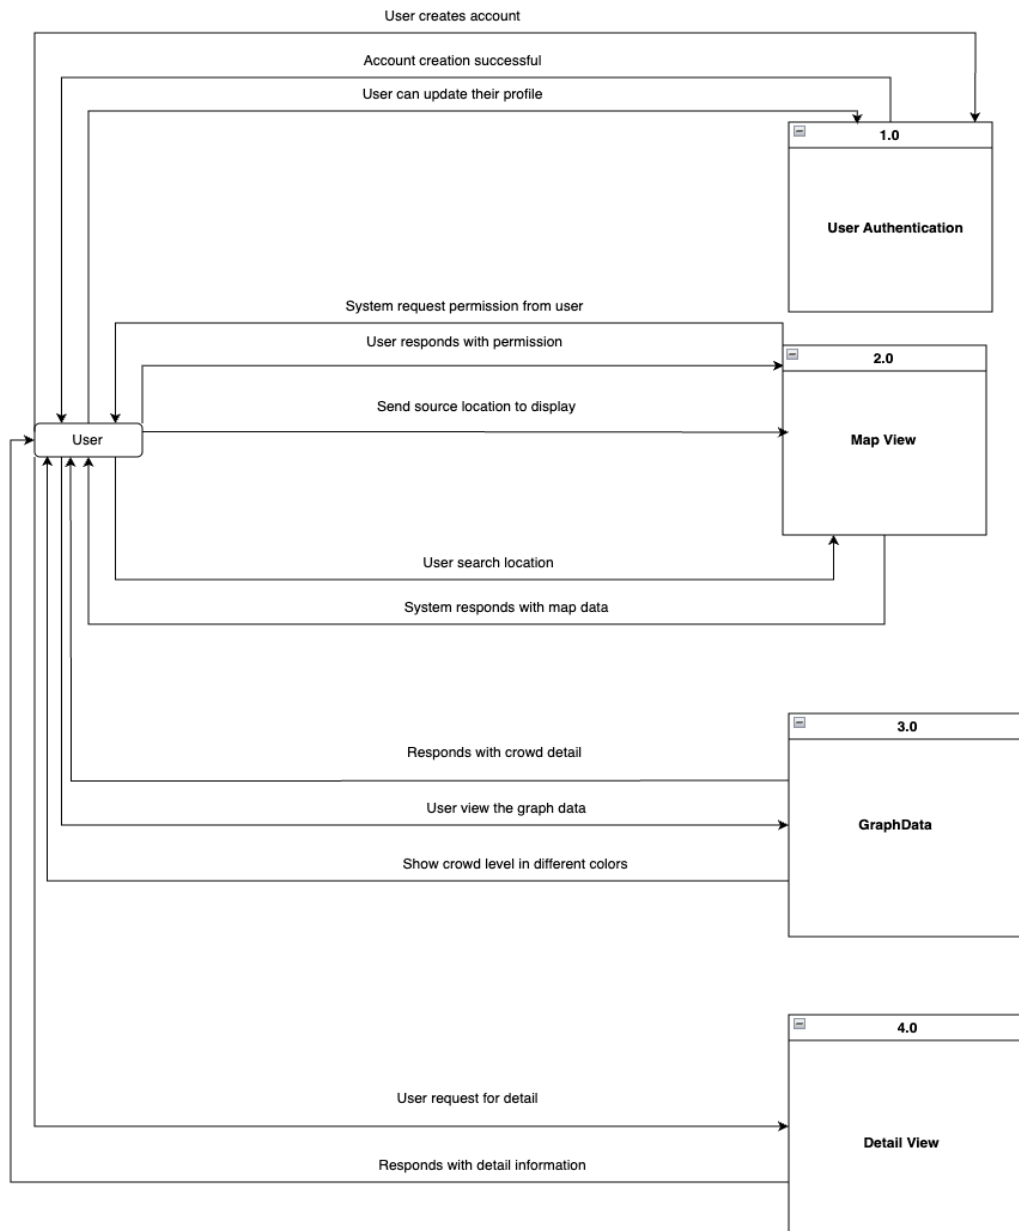 User creates account
Account creation successful
User can update their profile
1.0
User Authentication
System request permission from user
User responds with permission
2.0
Send source location to display
User
Map View
User search location
System responds with map data
3.0
Responds with crowd detail
User view the graph data
GraphData
Show crowd level in different colors
4.0
User request for detail
Detail View
Responds with detail information